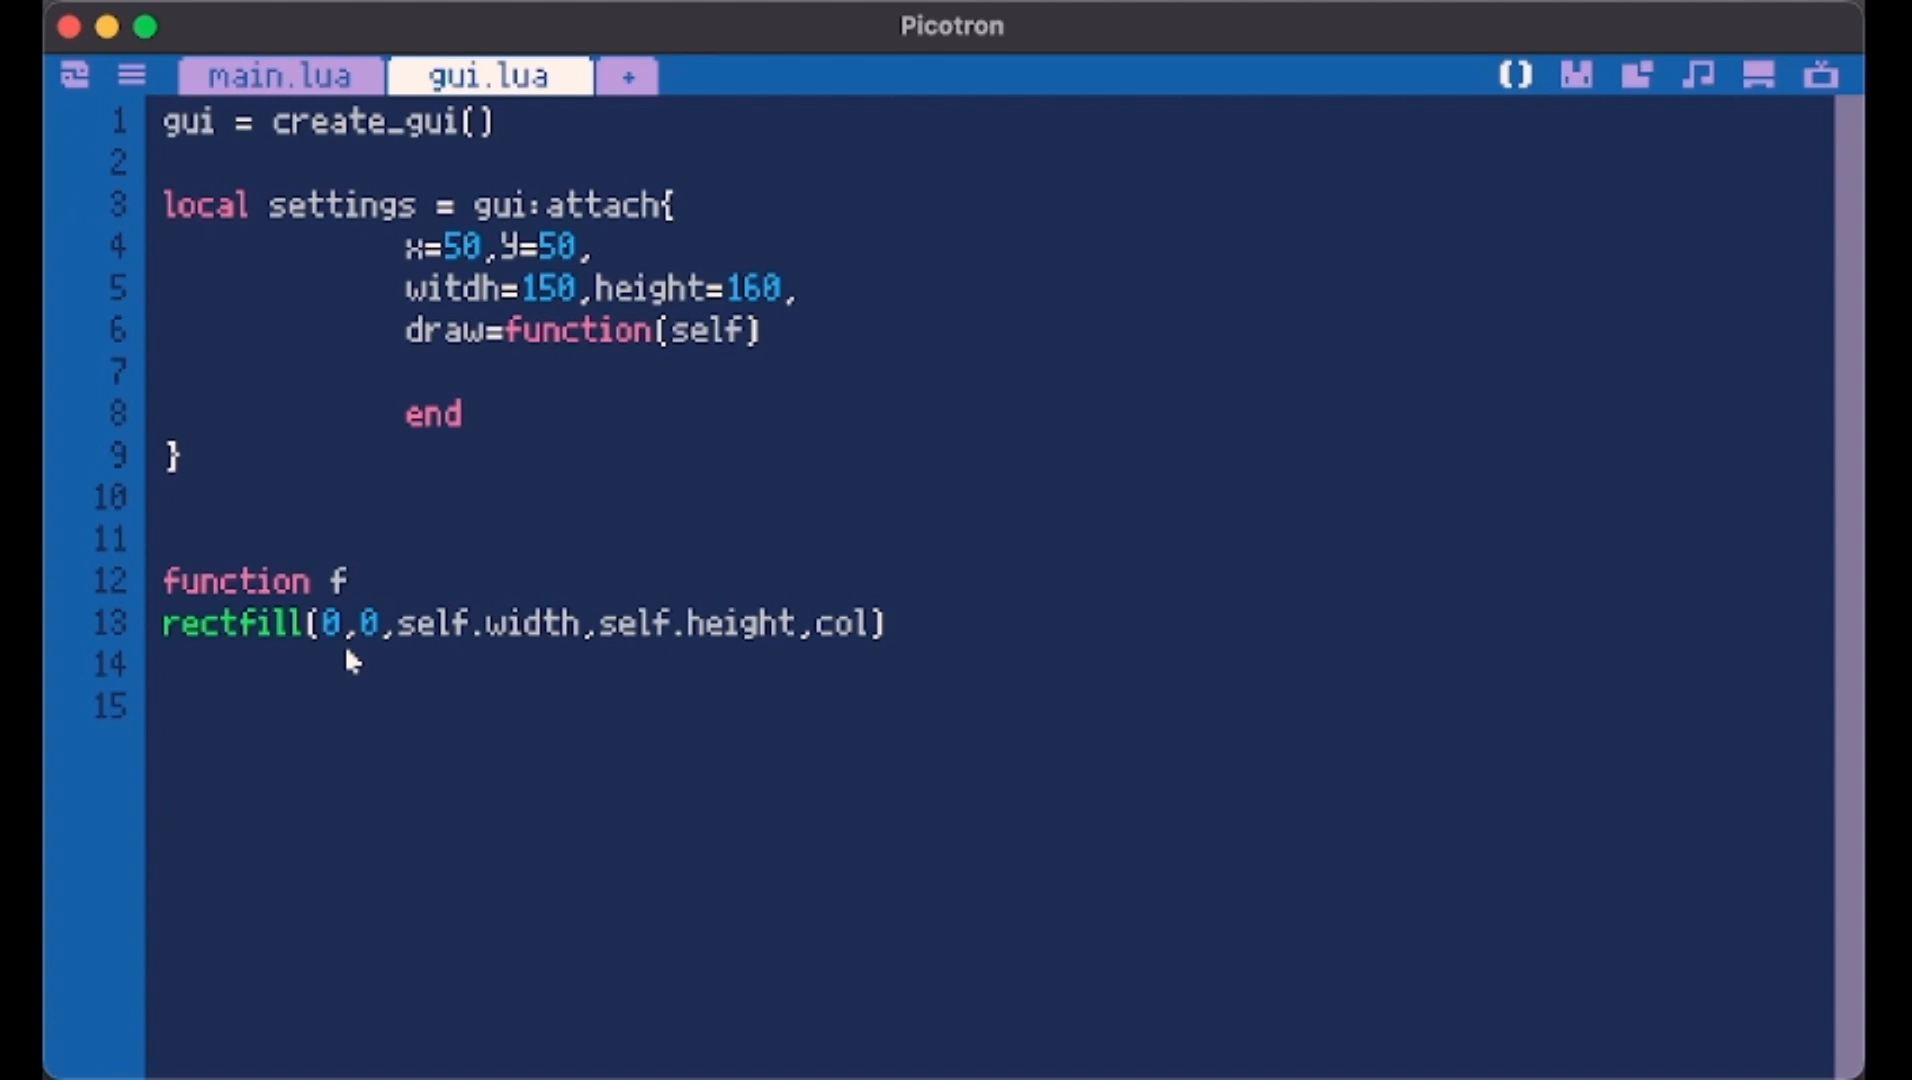 Picotron
main.lua gui.lua +
1 gui = create_gui()
2
3 local settings = gui:attach{
4 x=50,y=50,
5 witdh=150,height=160,
6 draw=function(self)
7
8 end
9 }
10
11
12 function f
13 rectfill(0,0,self.width,self.height,col)
14
15